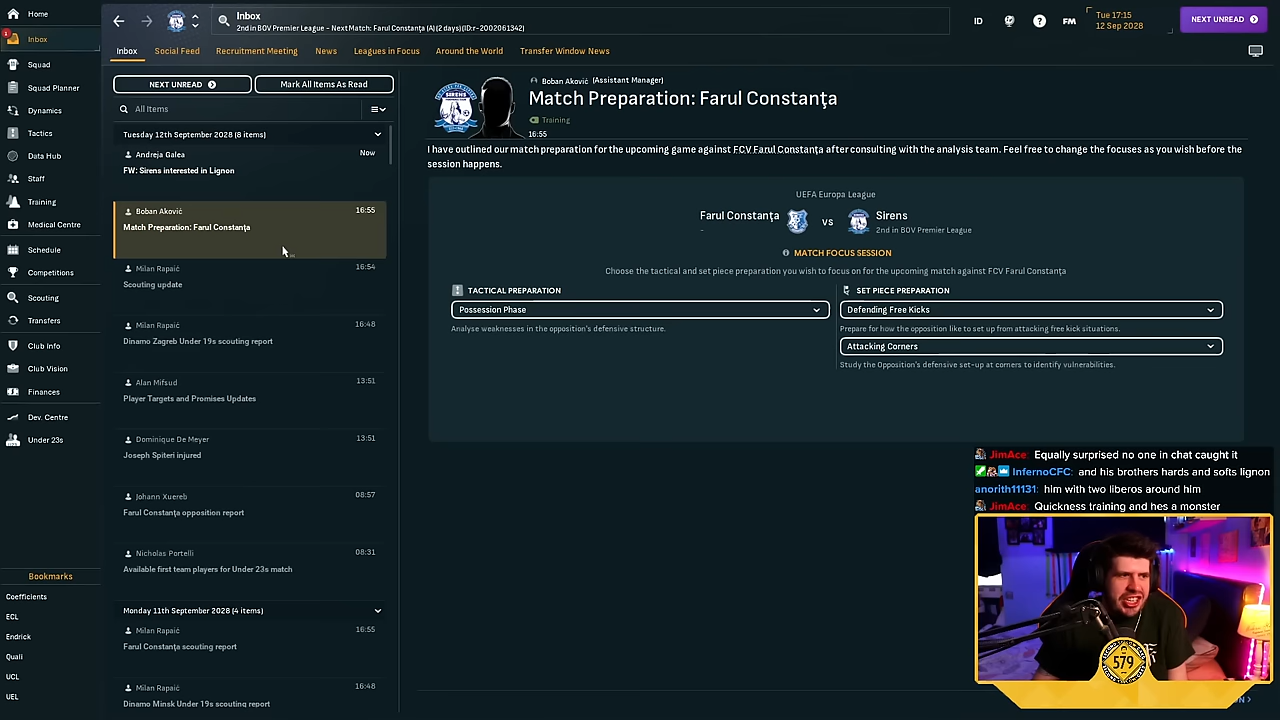 Home
Inbox
Squad
Squad Planner
Dynamics
Tactics
Data Hub
Staff
Training
Medical Centre
Schedule
Competitions
Scouting
Transfers
Club Info
Club Vision
Finances
Dev. Centre
Under 23s
Bookmarks
Coefficients
ECL
Endrick
Quali
UCL
UEL
Inbox
2nd in BOV Premier League - Next Match: Farul Constanța (A) (2 days) (ID:r-2002061342)
ID
FM
Tue 17:15
12 Sep 2028
NEXT UNREAD
Inbox
Social Feed
Recruitment Meeting
News
Leagues in Focus
Around the World
Transfer Window News
NEXT UNREAD
Mark All Items As Read
All Items
Tuesday 12th September 2028 (8 items)
Andreja Galea Now
FW: Sirens interested in Lignon
Boban Aković 16:55
Match Preparation: Farul Constanța
Milan Rapaić 16:54
Scouting update
Milan Rapaić 16:48
Dinamo Zagreb Under 19s scouting report
Alan Mifsud 13:51
Player Targets and Promises Updates
Dominique De Meyer 13:51
Joseph Spiteri injured
Johann Xuereb 08:57
Farul Constanța opposition report
Nicholas Portelli 08:31
Available first team players for Under 23s match
Monday 11th September 2028 (4 items)
Milan Rapaić 16:55
Farul Constanța scouting report
Milan Rapaić 16:48
Dinamo Minsk Under 19s scouting report
SIRENS
Boban Aković (Assistant Manager)
Match Preparation: Farul Constanța
Training
16:55
I have outlined our match preparation for the upcoming game against FCV Farul Constanța after consulting with the analysis team. Feel free to change the focuses as you wish before the
session happens.
UEFA Europa League
Farul Constanța VS Sirens
- 2nd in BOV Premier League
MATCH FOCUS SESSION
Choose the tactical and set piece preparation you wish to focus on for the upcoming match against FCV Farul Constanța
TACTICAL PREPARATION
Possession Phase
Analyse weaknesses in the opposition's defensive structure.
SET PIECE PREPARATION
Defending Free Kicks
Prepare for how the opposition like to set up from attacking free kick situations.
Attacking Corners
Study the Opposition's defensive set-up at corners to identify vulnerabilities.
JimAce: Equally surprised no one in chat caught it
InfernoCFC: and his brothers hards and softs lignon
anorith11131: him with two liberos around him
JimAce: Quickness training and hes a monster
579